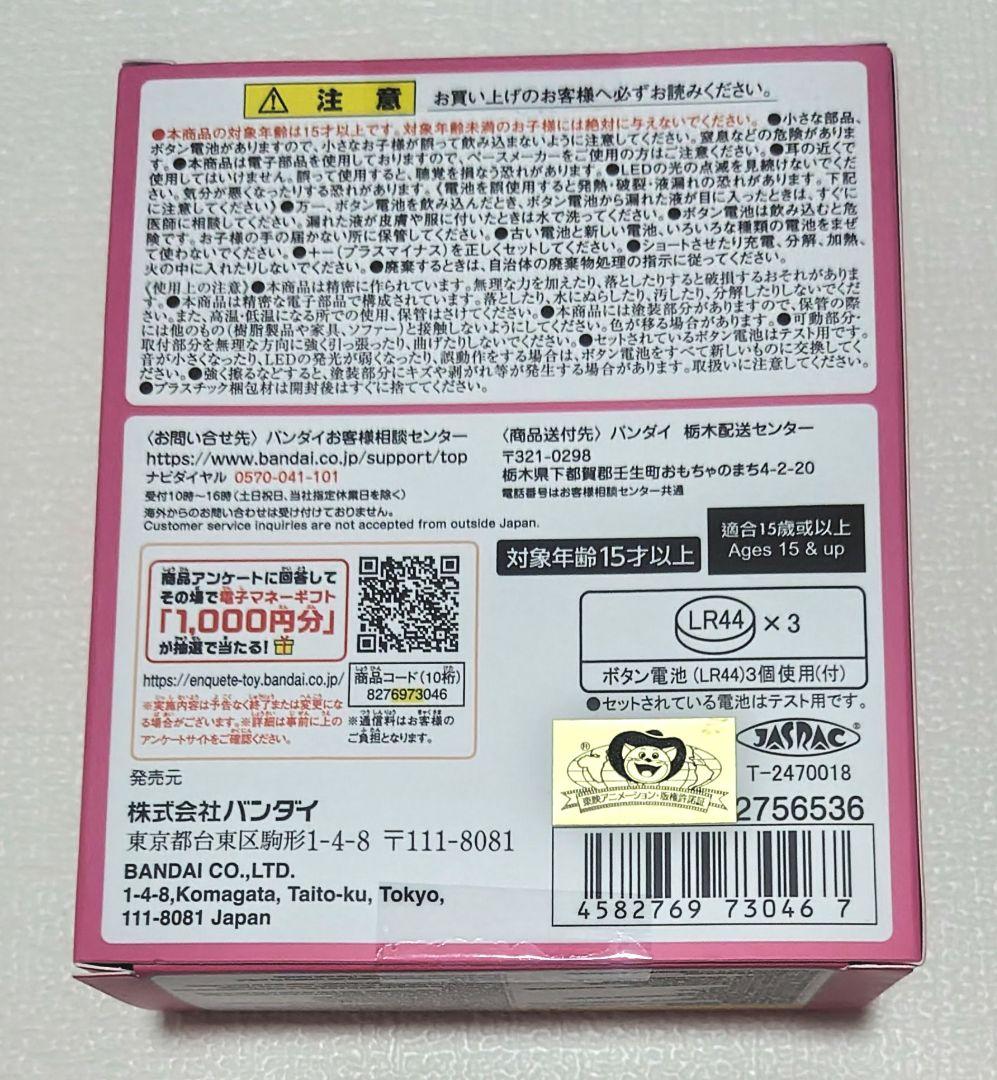 注意 お買い上げのお客様へ必ずお読みください。
●本商品の対象年齢は15才以上です。対象年齢未満のお子様には絶対に与えないでください。●小さな部品、
ボタン電池がありますので、小さなお子様が誤って飲み込まないように注意してください。窒息などの危険がありま
す。●本商品は電子部品を使用しておりますので、ペースメーカーをご使用の方はご注意ください。●耳の近くで
使用してはいけません。誤って使用すると、聴覚を損なう恐れがあります。●LEDの光の点滅を見続けないでくだ
さい、気分が悪くなったりする恐れがあります。《電池を誤使用すると発熱・破裂・液漏れの恐れがあります。下記
に注意してください》●万一、ボタン電池を飲み込んだとき、ボタン電池から漏れた液が目に入ったときは、すぐに
医師に相談してください。漏れた液が皮膚や服に付いたときは水で洗ってください。●ボタン電池は飲み込むと危
険です。お子様の手の届かない所に保管してください。●古い電池と新しい電池、いろいろな種類の電池をまぜ
て使わないでください。●+-(プラスマイナス)を正しくセットしてください。●ショートさせたり充電、分解、加熱、
火の中に入れたりしないでください。●廃棄するときは、自治体の廃棄物処理の指示に従ってください。
《使用上の注意》●本商品は精密に作られています。無理な力を加えたり、落としたりすると破損するおそれがありま
す。●本商品は精密な電子部品で構成されています。落としたり、水にぬらしたり、汚したり、分解したりしないでくだ
さい。また、高温・低温になる所での使用、保管はさけてください。●本商品には塗装部分がありますので、保管の際
には他のもの(樹脂製品や家具、ソファー)と接触しないようにしてください。色が移る場合があります。●可動部分・
取付部分を無理な方向に強く引っ張ったり、曲げたりしないでください。●セットされているボタン電池はテスト用です。
音が小さくなったり、LEDの発光が弱くなったり、誤動作をする場合は、ボタン電池をすべて新しいものに交換してく
ださい。●強く擦るなどすると、塗装部分にキズや剥がれ等が発生する場合があります。取扱いに注意してください。
●プラスチック梱包材は開封後はすぐに捨ててください。
〈お問い合せ先〉バンダイお客様相談センター
https://www.bandai.co.jp/support/top
ナビダイヤル 0570-041-101
受付10時~16時(土日祝日、当社指定休業日を除く)
海外からのお問い合わせは受け付けておりません。
Customer service inquiries are not accepted from outside Japan.
〈商品送付先〉バンダイ 栃木配送センター
〒321-0298
栃木県下都賀郡壬生町おもちゃのまち4-2-20
電話番号はお客様相談センター共通
対象年齢15才以上
適合15歲或以上
Ages 15 & up
商品アンケートに回答して
その場で電子マネーギフト
「1,000円分」
が抽選で当たる!
https://enquete-toy.bandai.co.jp/
※実施内容は予告なく終了または変更にな
る場合がございます。※詳細は事前に上の
アンケートサイトをご確認ください。
商品コード(10桁)
8276973046
※通信料はお客様の
ご負担となります。
LR44 × 3
ボタン電池 (LR44)3個使用(付)
●セットされている電池はテスト用です。
® 東映アニメーション・版権許諾証
JASRAC ®
T-2470018
2756536
4582769 73046 7
発売元
株式会社バンダイ
東京都台東区駒形1-4-8 〒111-8081
BANDAI CO.,LTD.
1-4-8,Komagata, Taito-ku, Tokyo,
111-8081 Japan